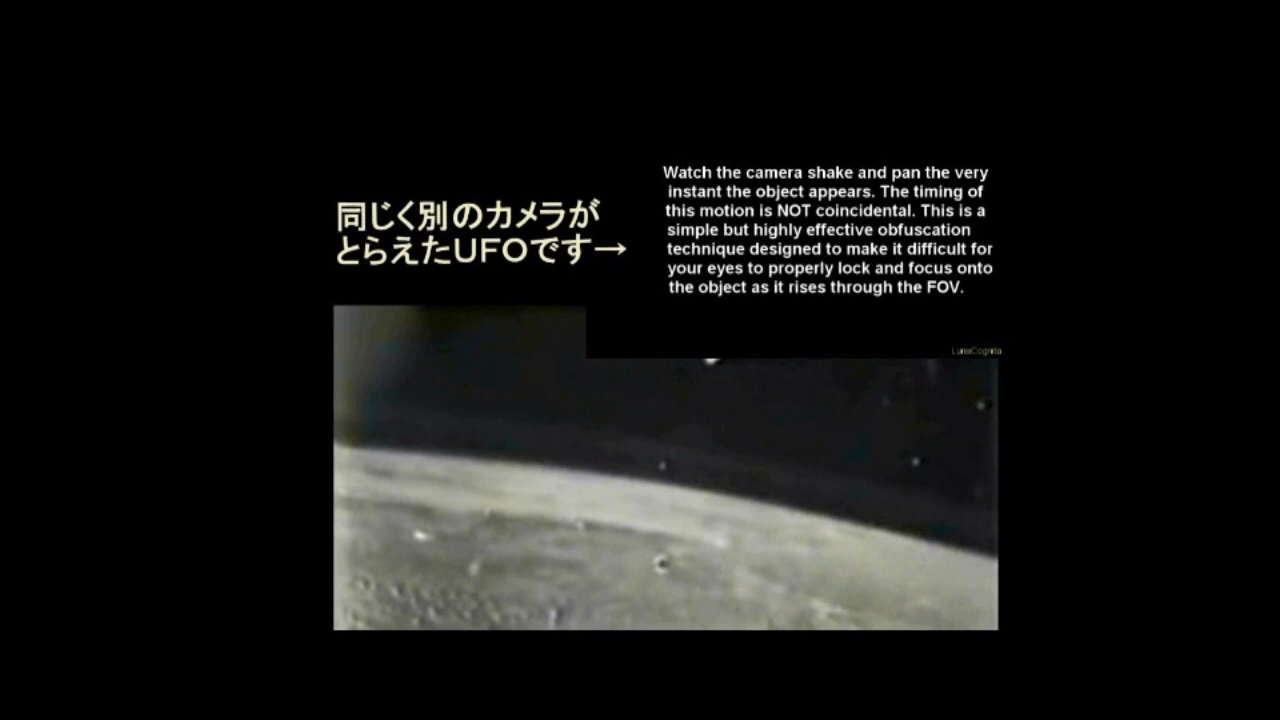 同じく別のカメラが
とらえたUFOです→
Watch the camera shake and pan the very
instant the object appears. The timing of
this motion is NOT coincidental. This is a
simple but highly effective obfuscation
technique designed to make it difficult for
your eyes to properly lock and focus onto
the object as it rises through the FOV.
LunaCognita